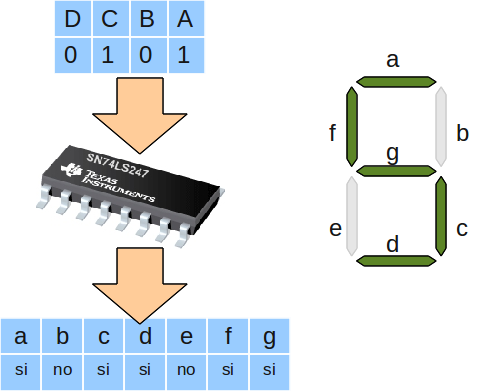 D C B A
0 1 0 1
SN74LS247
TEXAS
INSTRUMENTS
a b c d e f g
si no si si no si si
a
f b
g
e c
d